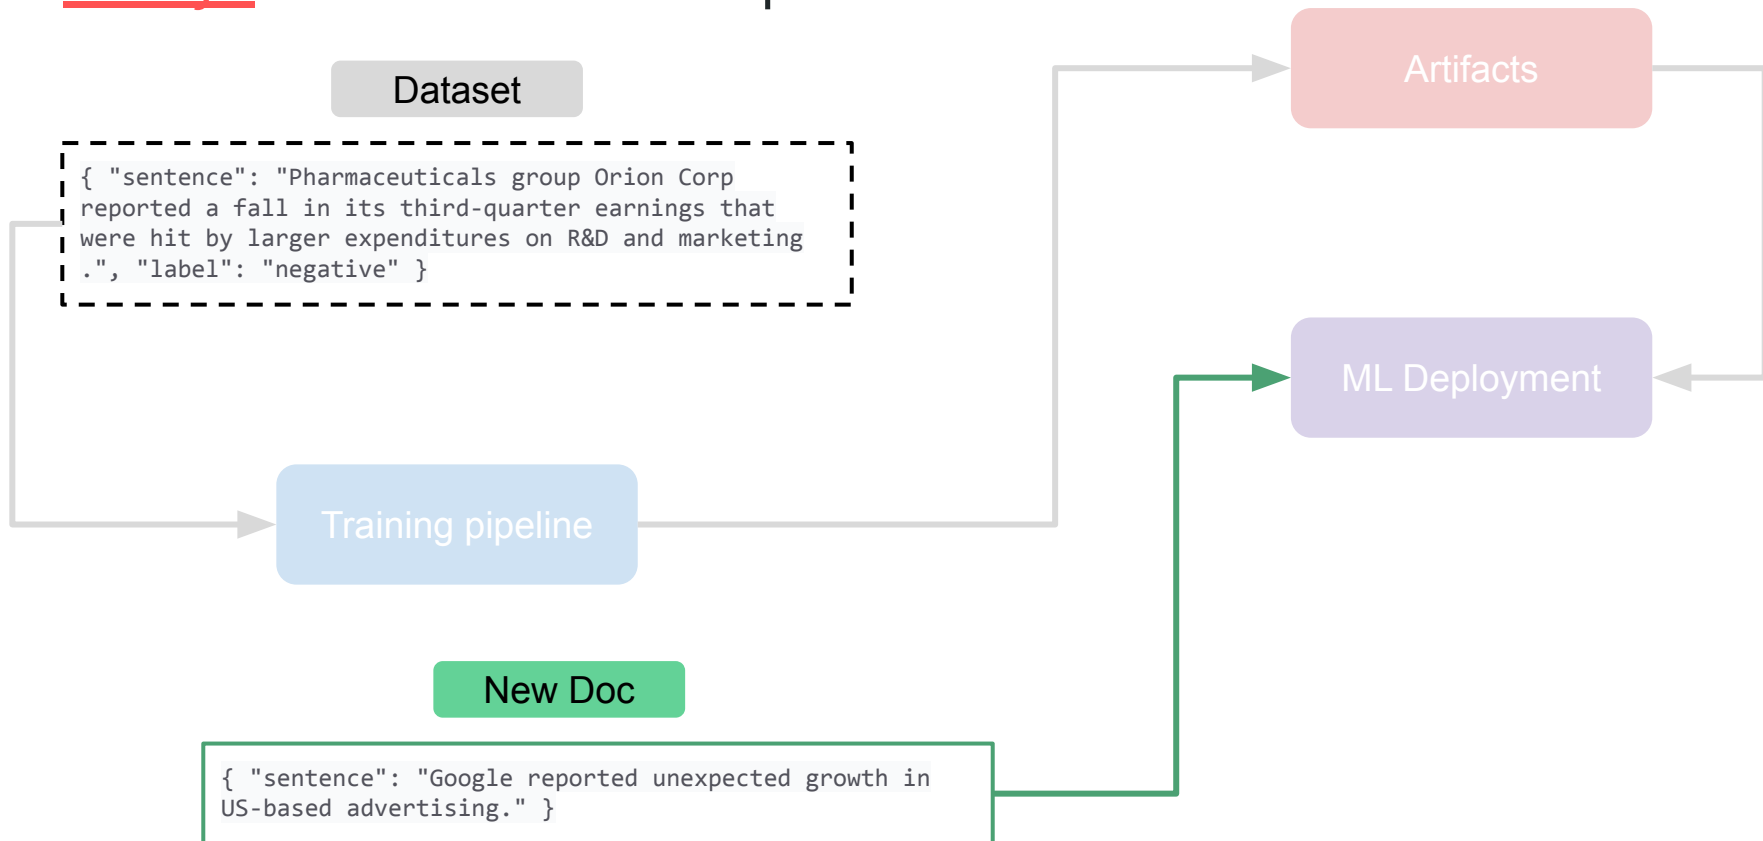 Dataset
Artifacts
{ "sentence": "Pharmaceuticals group Orion Corp
reported a fall in its third-quarter earnings that
were hit by larger expenditures on R&D and marketing
.", "label": "negative" }
ML Deployment
Training pipeline
New Doc
{ "sentence": "Google reported unexpected growth in
US-based advertising." }